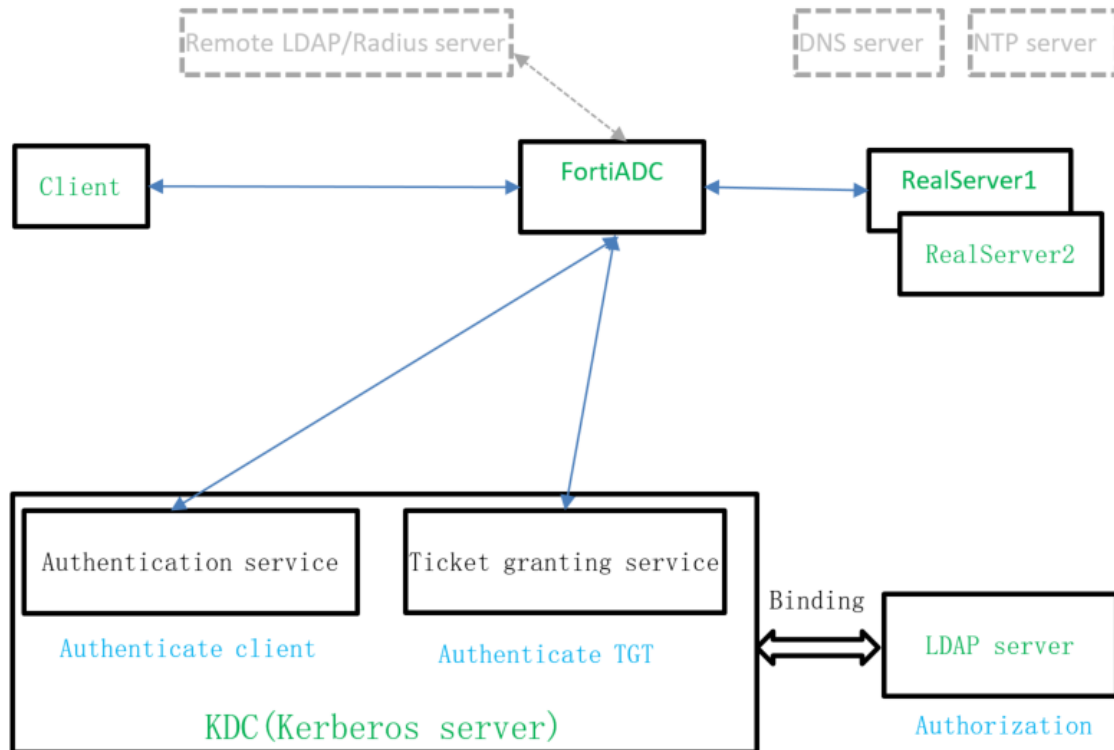 Remote LDAP/Radius server
DNS server
NTP server
Client
FortiADC
RealServer1
RealServer2
Authentication service
Ticket granting service
Binding
LDAP server
Authenticate client
Authenticate TGT
KDC(Kerberos server)
Authorization